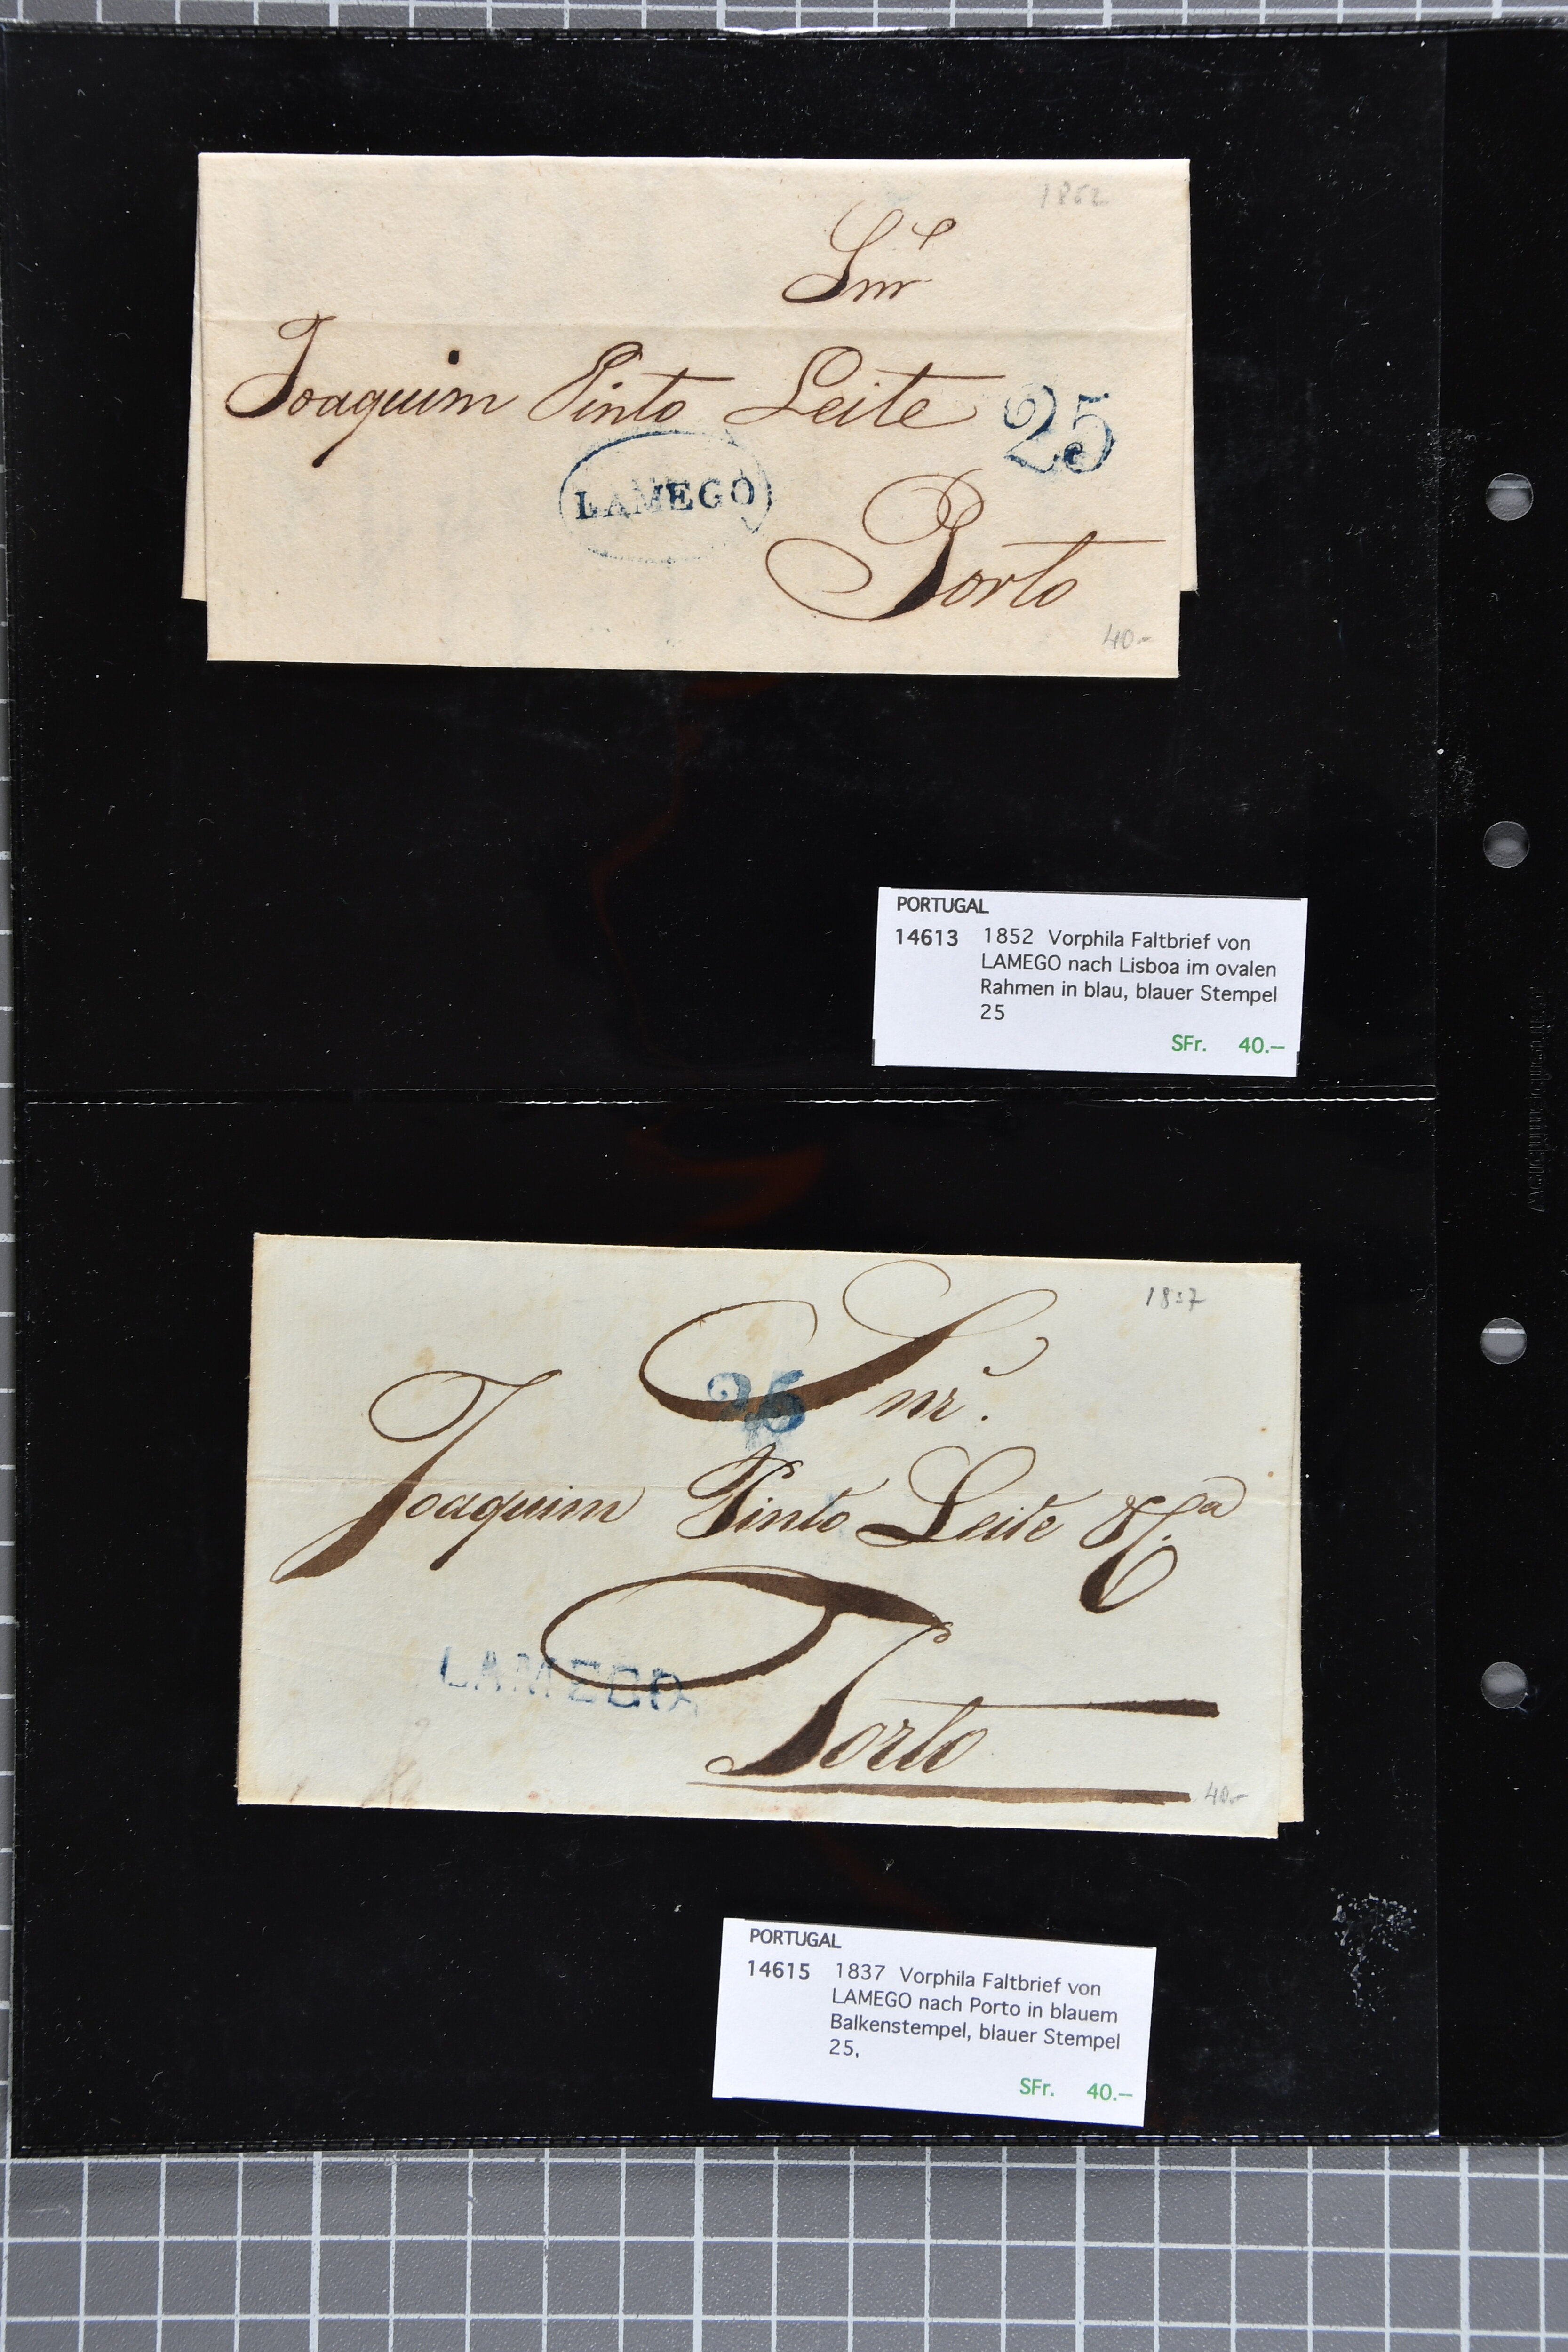 1852
Snr
Joaquim Pinto Leite
25
LAMEGO
Porto
40-
PORTUGAL
14613 1852 Vorphila Faltbrief von
LAMEGO nach Lisboa im ovalen
Rahmen in blau, blauer Stempel
25
SFr. 40.–
1837
Snr.
25
Joaquim Pinto Leite & Cª
LAMEGO
Porto
40.-
PORTUGAL
14615 1837 Vorphila Faltbrief von
LAMEGO nach Porto in blauem
Balkenstempel, blauer Stempel
25.
SFr. 40.–